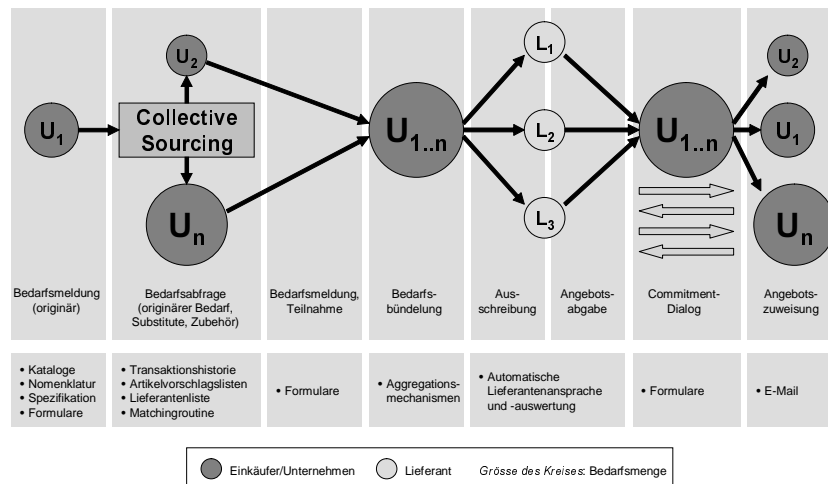 U1
U2
Collective
Sourcing
Un
U1..n
L1
L2
L3
U1..n
U2
U1
Un
Bedarfsmeldung
(originär)
Bedarfsabfrage
(originärer Bedarf,
Substitute, Zubehör)
Bedarfsmeldung,
Teilnahme
Bedarfs-
bündelung
Aus-
schreibung
Angebots-
abgabe
Commitment-
Dialog
Angebots-
zuweisung
• Kataloge
• Nomenklatur
• Spezifikation
• Formulare
• Transaktionshistorie
• Artikelvorschlagslisten
• Lieferantenliste
• Matchingroutine
• Formulare
• Aggregations-
mechanismen
• Automatische
Lieferantenansprache
und -auswertung
• Formulare
• E-Mail
Einkäufer/Unternehmen
Lieferant
Grösse des Kreises: Bedarfsmenge